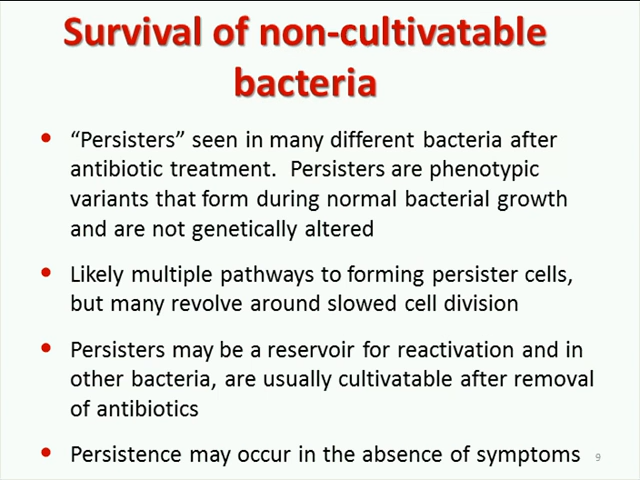 Survival of non-cultivatable
bacteria
• “Persisters” seen in many different bacteria after
antibiotic treatment.  Persisters are phenotypic
variants that form during normal bacterial growth
and are not genetically altered
• Likely multiple pathways to forming persister cells,
but many revolve around slowed cell division
• Persisters may be a reservoir for reactivation and in
other bacteria, are usually cultivatable after removal
of antibiotics
• Persistence may occur in the absence of symptoms
9